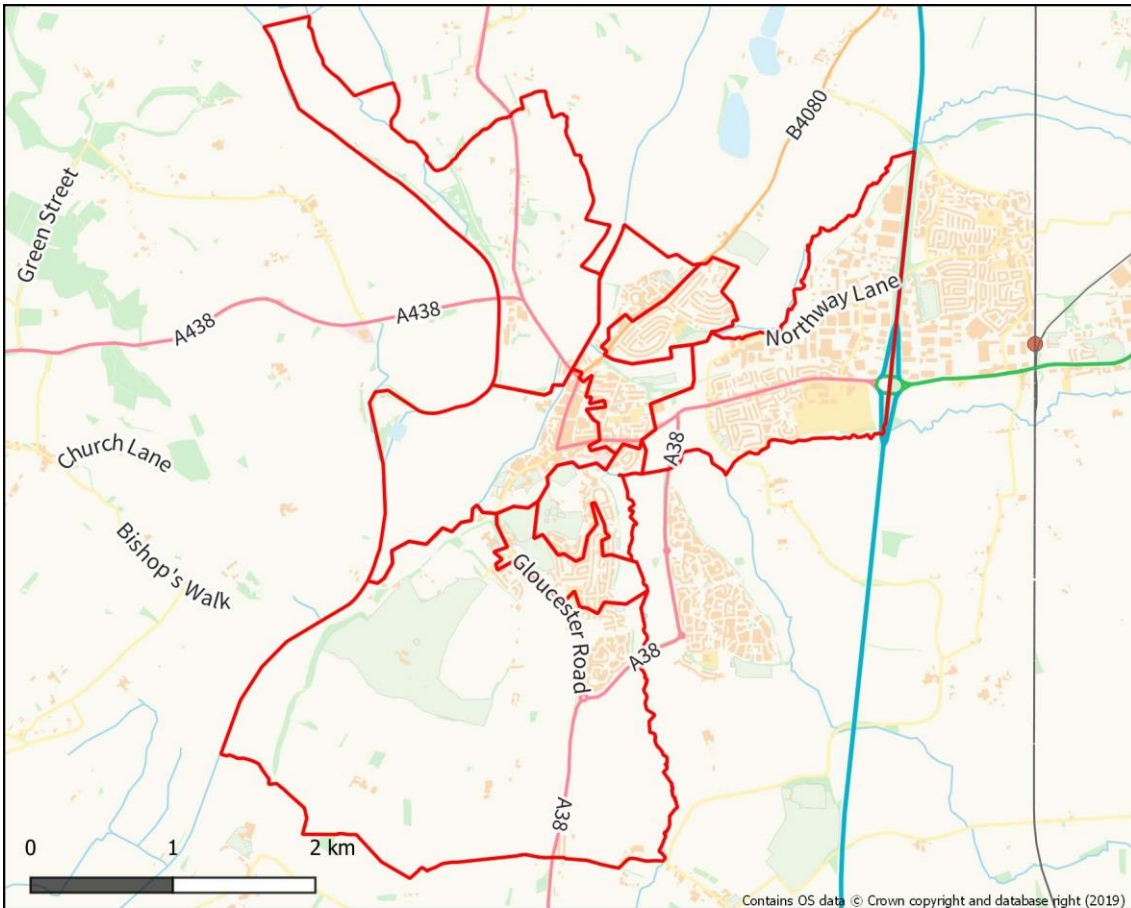 B4080
Green Street
A438
A438
Northway Lane
Church Lane
A38
Bishop's Walk
Gloucester Road
A38
A38
0 1 2 km
Contains OS data © Crown copyright and database right (2019)